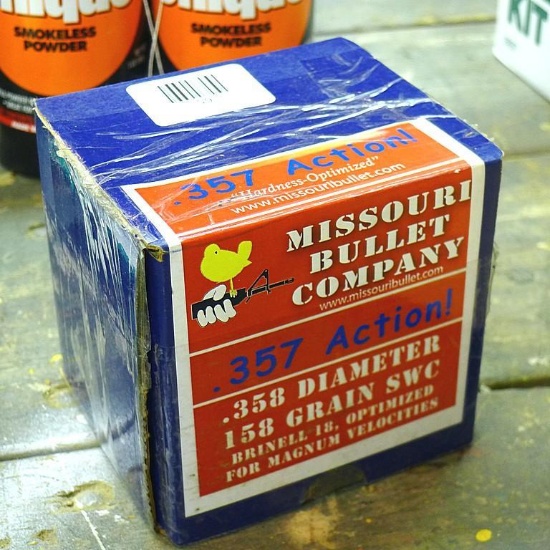 Unique
SMOKELESS
POWDER
SMOKELESS
POWDER
KIT
.357 Action!
"Hardness-Optimized"
www.missouribullet.com
MISSOURI
BULLET
COMPANY
www.missouribullet.com
.357 Action!
.358 DIAMETER
158 GRAIN SWC
BRINELL 18, OPTIMIZED
FOR MAGNUM VELOCITIES